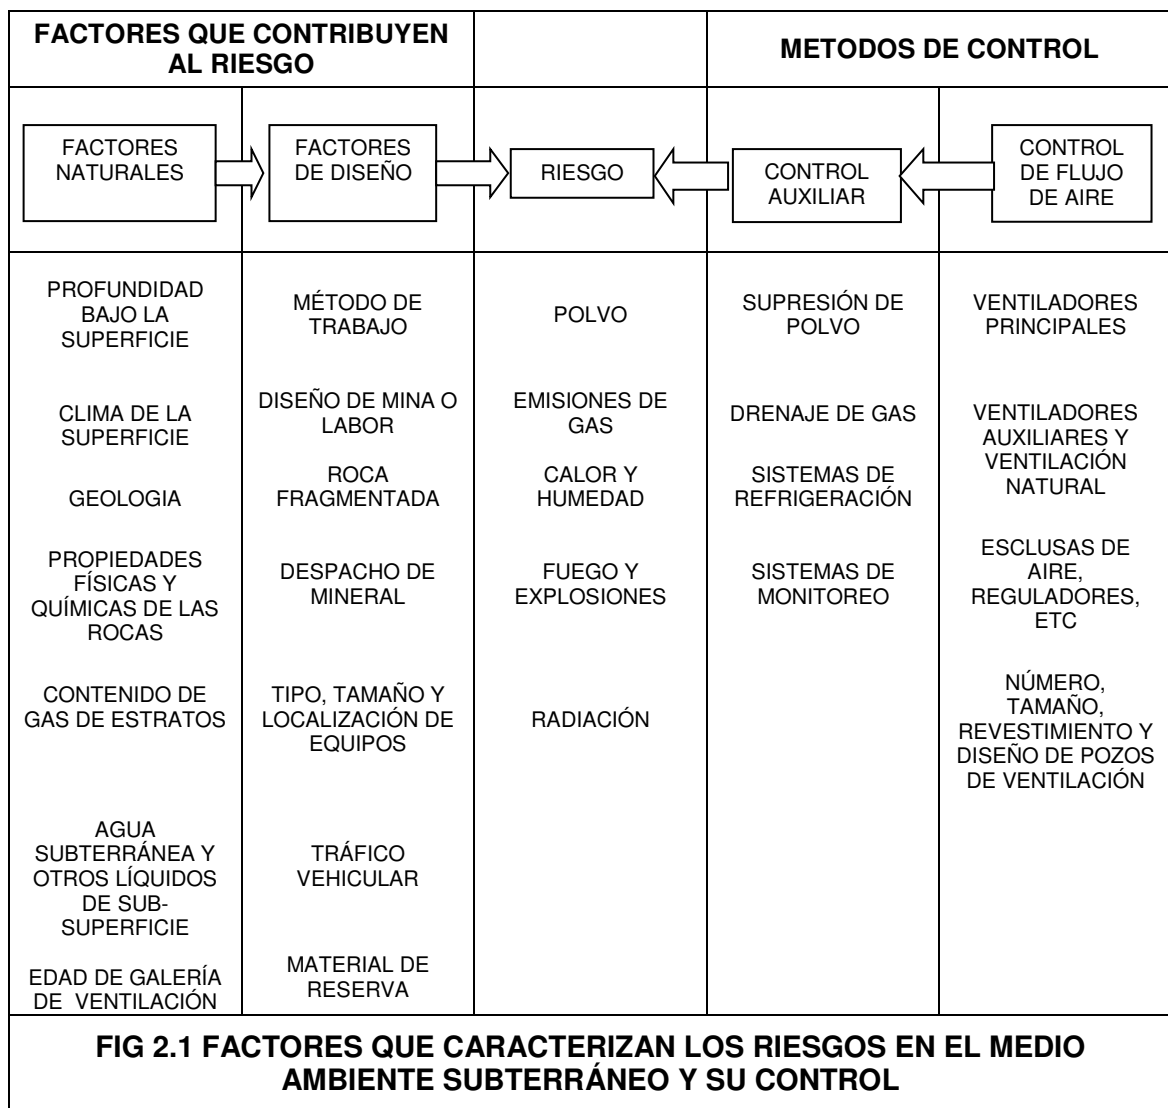 FACTORES QUE CONTRIBUYEN
AL RIESGO
METODOS DE CONTROL
FACTORES
NATURALES
FACTORES
DE DISEÑO
RIESGO
CONTROL
AUXILIAR
CONTROL
DE FLUJO
DE AIRE
PROFUNDIDAD
BAJO LA
SUPERFICIE
CLIMA DE LA
SUPERFICIE
GEOLOGIA
PROPIEDADES
FÍSICAS Y
QUÍMICAS DE LAS
ROCAS
CONTENIDO DE
GAS DE ESTRATOS
AGUA
SUBTERRÁNEA Y
OTROS LÍQUIDOS
DE SUB-
SUPERFICIE
EDAD DE GALERÍA
DE VENTILACIÓN
MÉTODO DE
TRABAJO
DISEÑO DE MINA O
LABOR
ROCA
FRAGMENTADA
DESPACHO DE
MINERAL
TIPO, TAMAÑO Y
LOCALIZACIÓN DE
EQUIPOS
TRÁFICO
VEHICULAR
MATERIAL DE
RESERVA
POLVO
EMISIONES DE
GAS
CALOR Y
HUMEDAD
FUEGO Y
EXPLOSIONES
RADIACIÓN
SUPRESIÓN DE
POLVO
DRENAJE DE GAS
SISTEMAS DE
REFRIGERACIÓN
SISTEMAS DE
MONITOREO
VENTILADORES
PRINCIPALES
VENTILADORES
AUXILIARES Y
VENTILACIÓN
NATURAL
ESCLUSAS DE
AIRE,
REGULADORES,
ETC
NÚMERO,
TAMAÑO,
REVESTIMIENTO Y
DISEÑO DE POZOS
DE VENTILACIÓN
FIG 2.1 FACTORES QUE CARACTERIZAN LOS RIESGOS EN EL MEDIO
AMBIENTE SUBTERRÁNEO Y SU CONTROL